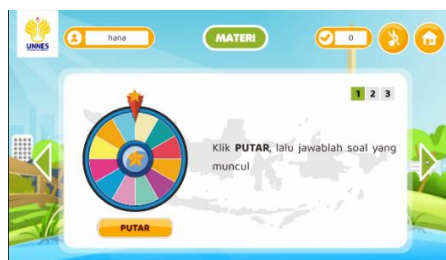 UNNES
hana
MATERI
0
1 2 3
Klik PUTAR, lalu jawablah soal yang
muncul
PUTAR